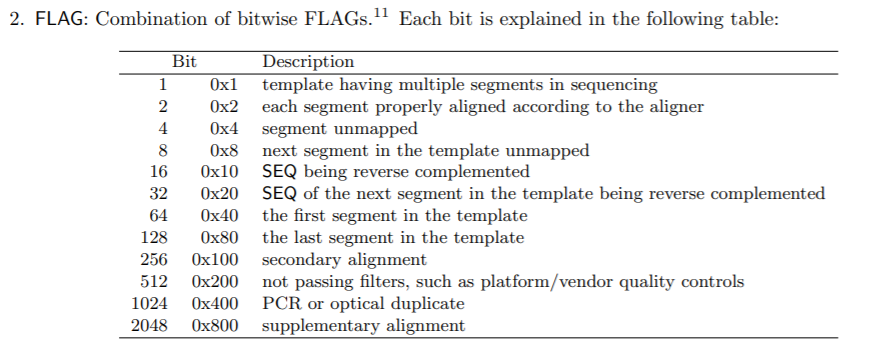 2. FLAG: Combination of bitwise FLAGs.11 Each bit is explained in the following table:
Bit Description
1 0x1 template having multiple segments in sequencing
2 0x2 each segment properly aligned according to the aligner
4 0x4 segment unmapped
8 0x8 next segment in the template unmapped
16 0x10 SEQ being reverse complemented
32 0x20 SEQ of the next segment in the template being reverse complemented
64 0x40 the first segment in the template
128 0x80 the last segment in the template
256 0x100 secondary alignment
512 0x200 not passing filters, such as platform/vendor quality controls
1024 0x400 PCR or optical duplicate
2048 0x800 supplementary alignment